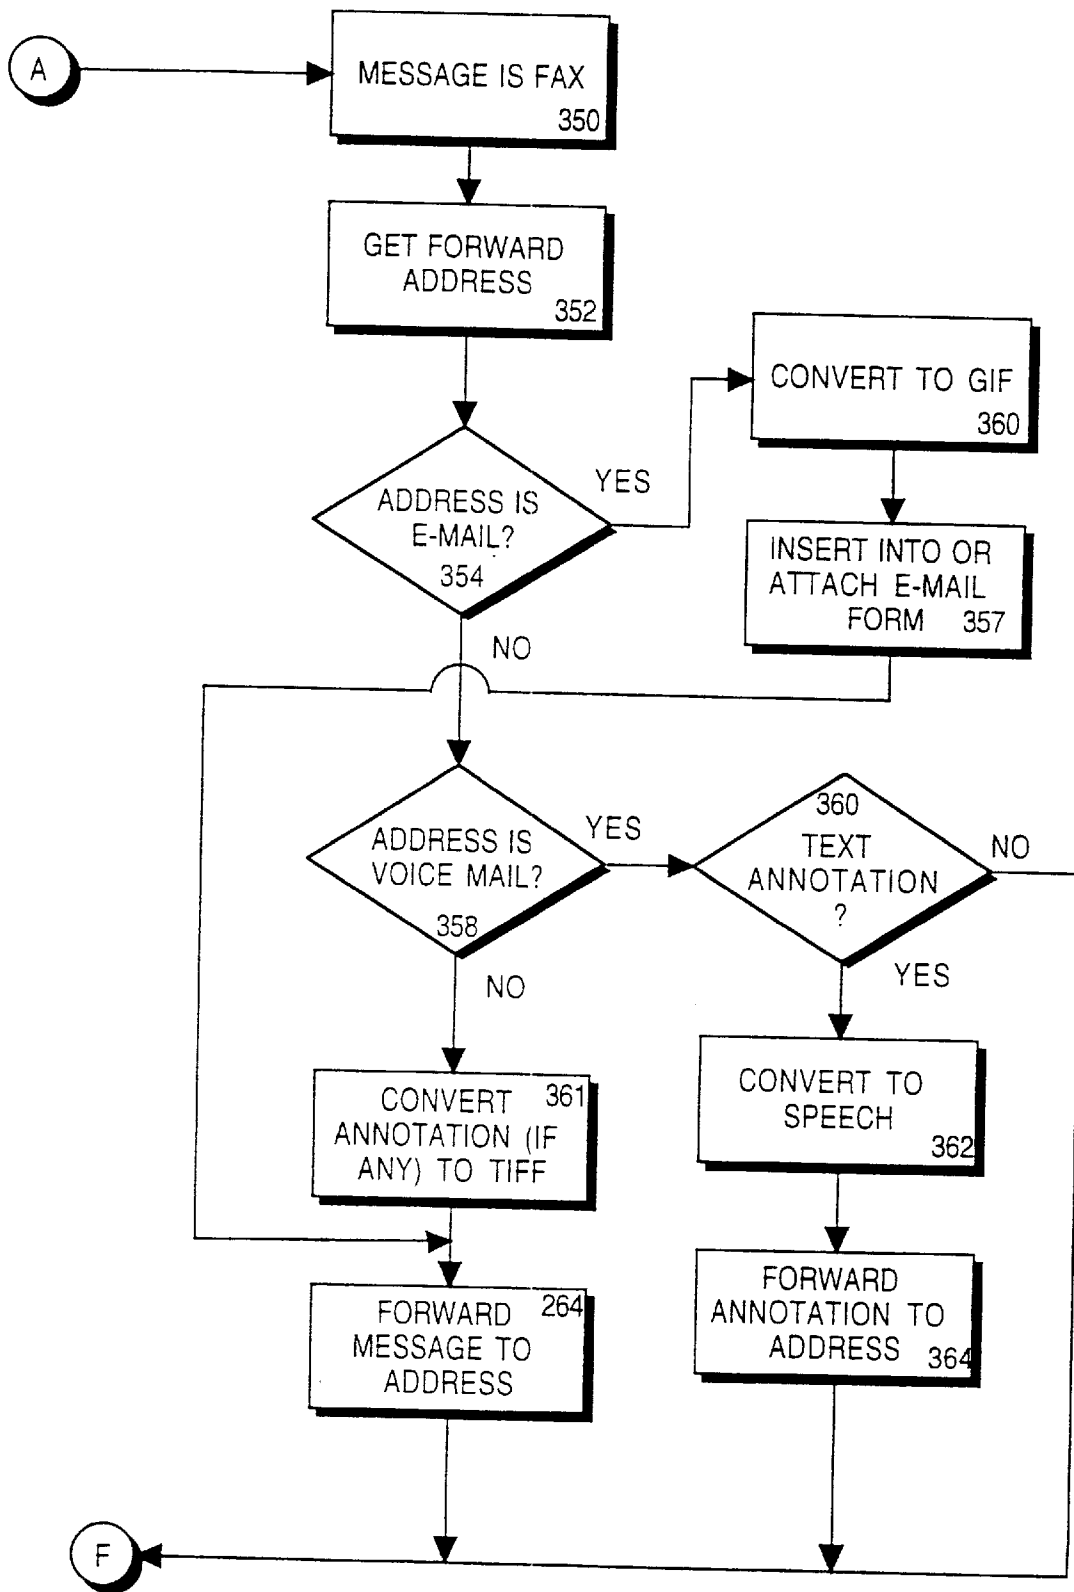 A
MESSAGE IS FAX
350
GET FORWARD
ADDRESS
352
CONVERT TO GIF
360
ADDRESS IS
E-MAIL?
354
YES
NO
INSERT INTO OR
ATTACH E-MAIL
FORM 357
ADDRESS IS
VOICE MAIL?
358
YES
NO
360
TEXT
ANNOTATION
?
NO
YES
CONVERT 361
ANNOTATION (IF
ANY) TO TIFF
CONVERT TO
SPEECH
362
FORWARD 264
MESSAGE TO
ADDRESS
FORWARD
ANNOTATION TO
ADDRESS 364
F